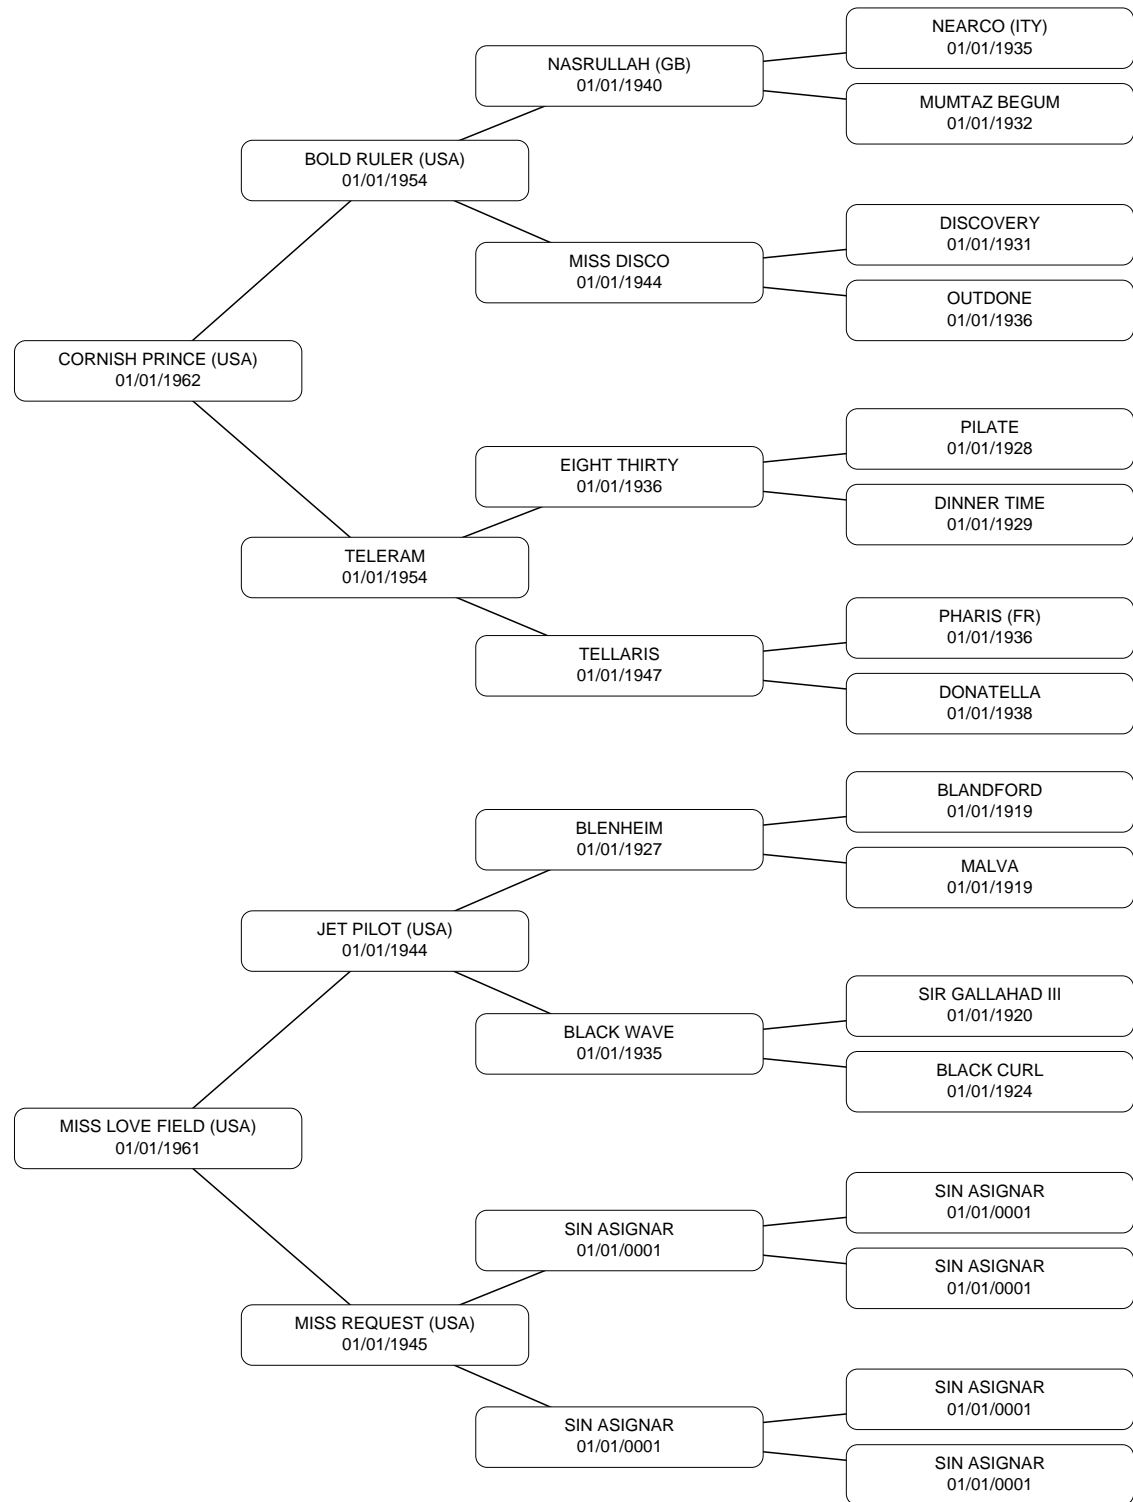 NEARCO (ITY)
01/01/1935
NASRULLAH (GB)
01/01/1940
MUMTAZ BEGUM
01/01/1932
BOLD RULER (USA)
01/01/1954
DISCOVERY
01/01/1931
MISS DISCO
01/01/1944
OUTDONE
01/01/1936
CORNISH PRINCE (USA)
01/01/1962
PILATE
01/01/1928
EIGHT THIRTY
01/01/1936
DINNER TIME
01/01/1929
TELERAM
01/01/1954
PHARIS (FR)
01/01/1936
TELLARIS
01/01/1947
DONATELLA
01/01/1938
BLANDFORD
01/01/1919
BLENHEIM
01/01/1927
MALVA
01/01/1919
JET PILOT (USA)
01/01/1944
SIR GALLAHAD III
01/01/1920
BLACK WAVE
01/01/1935
BLACK CURL
01/01/1924
MISS LOVE FIELD (USA)
01/01/1961
SIN ASIGNAR
01/01/0001
SIN ASIGNAR
01/01/0001
SIN ASIGNAR
01/01/0001
MISS REQUEST (USA)
01/01/1945
SIN ASIGNAR
01/01/0001
SIN ASIGNAR
01/01/0001
SIN ASIGNAR
01/01/0001